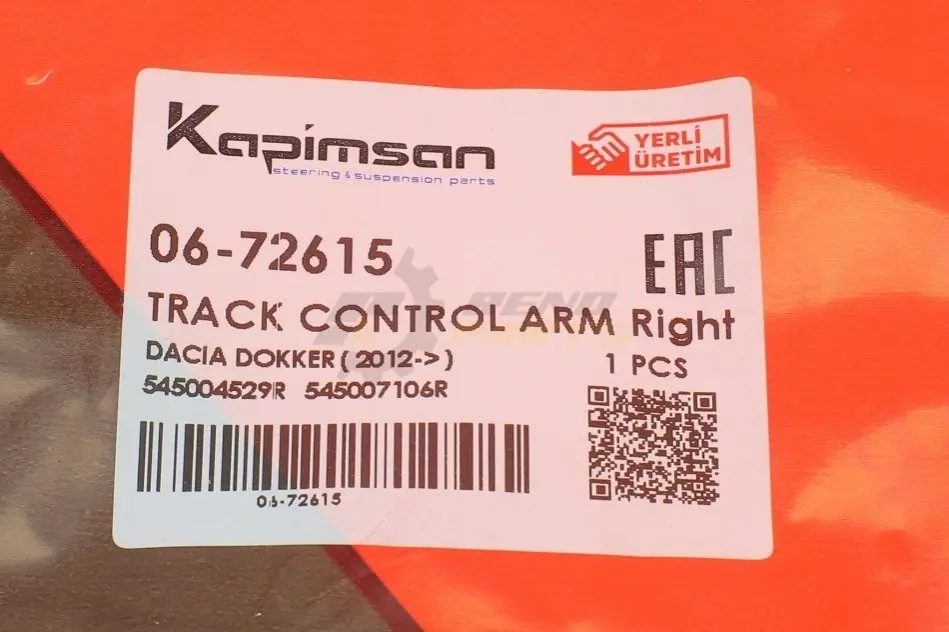 Kapimsan
steering & suspension parts
YERLİ
ÜRETİM
06-72615
EAC
TRACK CONTROL ARM Right
DACIA DOKKER ( 2012-> )
1 PCS
545004529R 545007106R
06-72615